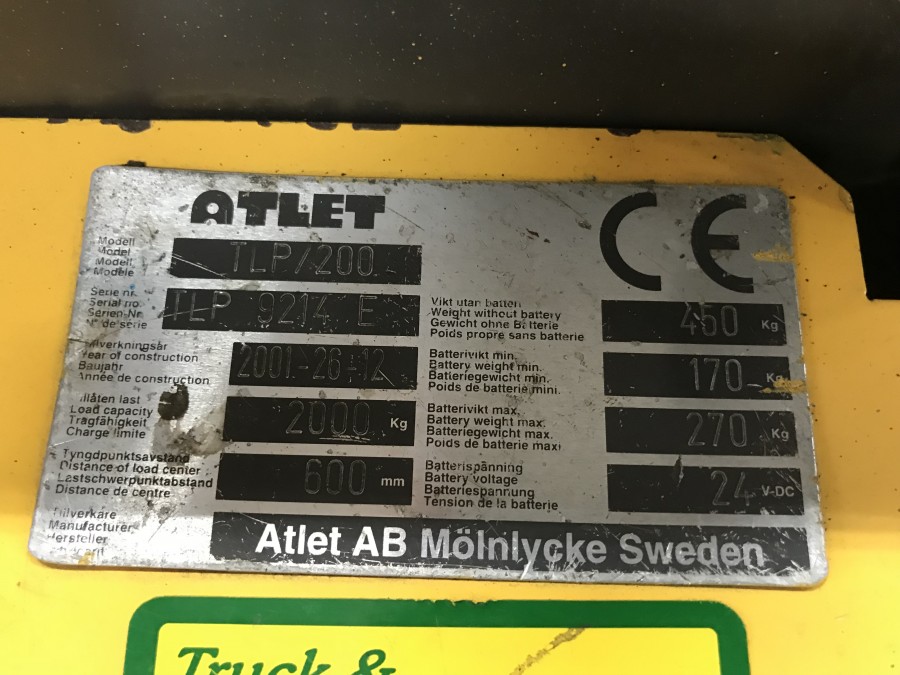 ATLET
Modell
Model
Modell
Modèle
TLP/200
Serie nr.
Serial no.
Serien-Nr.
N° de série
TLP 9214 E
Vikt utan batteri
Weight without battery
Gewicht ohne Batterie
Poids propre sans batterie
450 Kg
Tillverkningsår
Year of construction
Baujahr
Année de construction
2001-26-12
Batterivikt min.
Battery weight min.
Batteriegewicht min.
Poids de batterie mini.
170 Kg
Tillåten last
Load capacity
Tragfähigkeit
Charge limite
2000 Kg
Batterivikt max.
Battery weight max.
Batteriegewicht max.
Poids de batterie maxi
270 Kg
Tyngdpunktsavstånd
Distance of load center
Lastschwerpunktabstand
Distance de centre
600 mm
Batterispänning
Battery voltage
Batteriespannung
Tension de la batterie
24 V-DC
Tillverkare
Manufacturer
Hersteller
Atlet AB Mölnlycke Sweden
Truck &